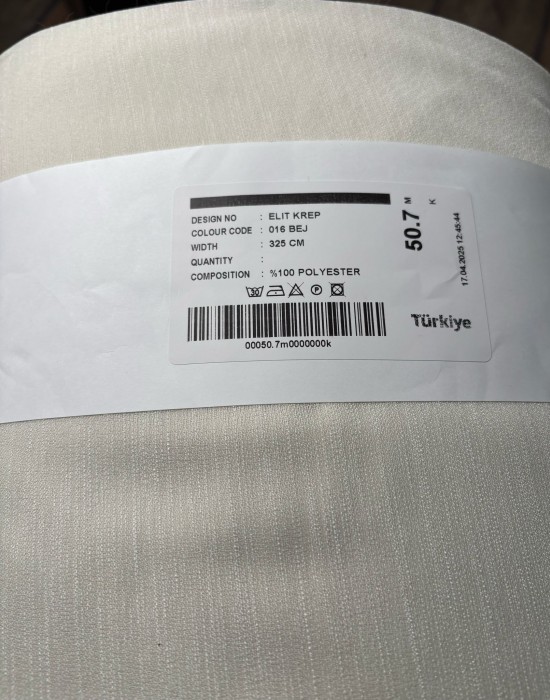 DESIGN NO : ELIT KREP
COLOUR CODE : 016 BEJ
WIDTH : 325 CM
QUANTITY :
COMPOSITION : %100 POLYESTER
00050.7m0000000k
50.7 M
K
17.04.2025 12:45:44
Türkiye